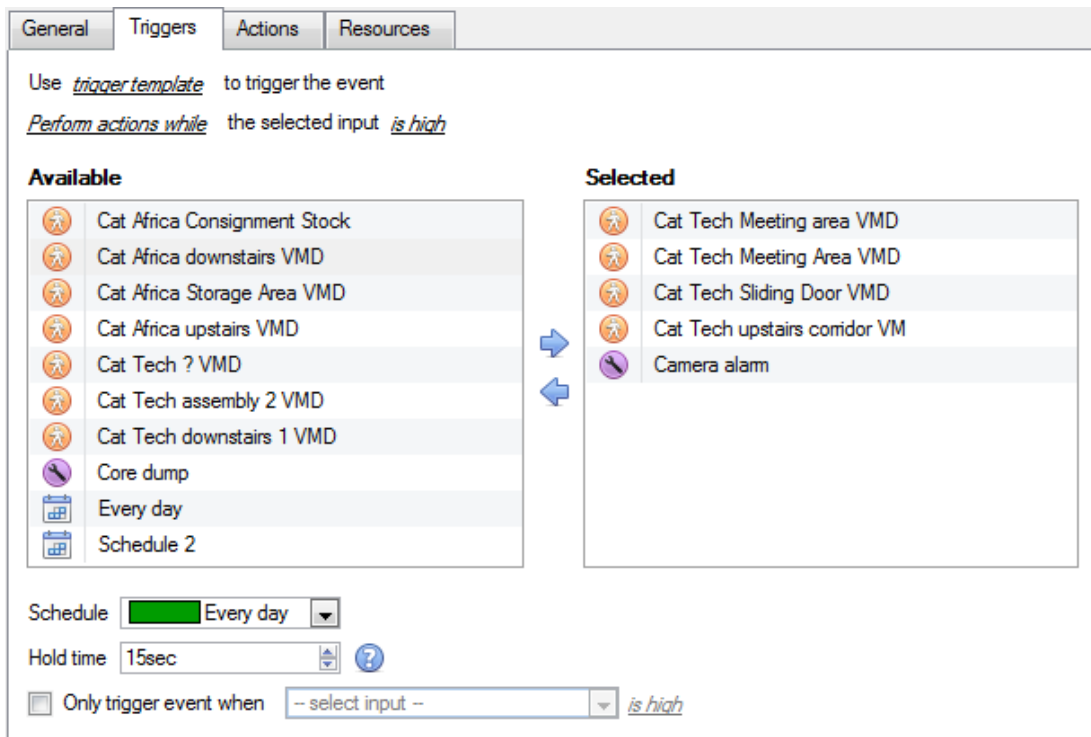 General Triggers Actions Resources
Use trigger template to trigger the event
Perform actions while the selected input is high
Available
Cat Africa Consignment Stock
Cat Africa downstairs VMD
Cat Africa Storage Area VMD
Cat Africa upstairs VMD
Cat Tech ? VMD
Cat Tech assembly 2 VMD
Cat Tech downstairs 1 VMD
Core dump
Every day
Schedule 2
Selected
Cat Tech Meeting area VMD
Cat Tech Meeting Area VMD
Cat Tech Sliding Door VMD
Cat Tech upstairs corridor VM
Camera alarm
Schedule Every day
Hold time 15sec ?
Only trigger event when -- select input -- is high